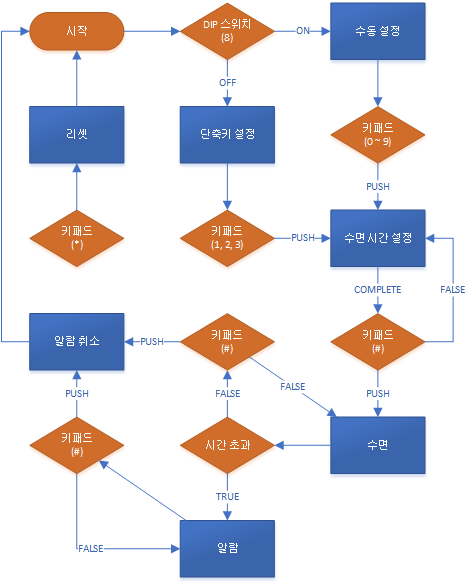 시작
DIP 스위치
(8)
ON
수동 설정
OFF
리셋
단축키 설정
키패드
(0 ~ 9)
PUSH
키패드
(*)
키패드
(1, 2, 3)
PUSH
수면 시간 설정
COMPLETE
FALSE
알람 취소
PUSH
키패드
(#)
키패드
(#)
FALSE
PUSH
FALSE
PUSH
키패드
(#)
시간 초과
수면
TRUE
FALSE
알람